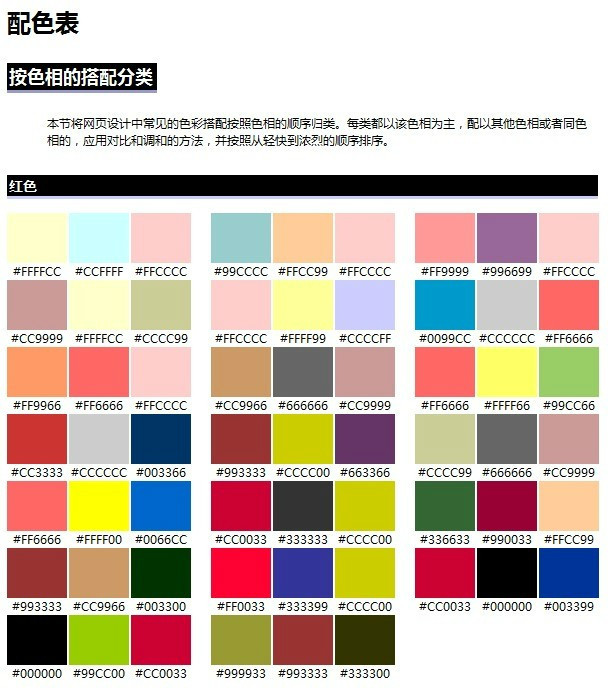 配色表
按色相的搭配分类
本节将网页设计中常见的色彩搭配按照色相的顺序归类。每类都以该色相为主，配以其他色相或者同色
相的，应用对比和调和的方法，并按照从轻快到浓烈的顺序排序。
红色
#FFFFCC #CCFFFF #FFCCCC #99CCCC #FFCC99 #FFCCCC #FF9999 #996699 #FFCCCC
#CC9999 #FFFFCC #CCCC99 #FFCCCC #FFFF99 #CCCCFF #0099CC #CCCCCC #FF6666
#FF9966 #FF6666 #FFCCCC #CC9966 #666666 #CC9999 #FF6666 #FFFF66 #99CC66
#CC3333 #CCCCCC #003366 #993333 #CCCC00 #663366 #CCCC99 #666666 #CC9999
#FF6666 #FFFF00 #0066CC #CC0033 #333333 #CCCC00 #336633 #990033 #FFCC99
#993333 #CC9966 #003300 #FF0033 #333399 #CCCC00 #CC0033 #000000 #003399
#000000 #99CC00 #CC0033 #999933 #993333 #333300